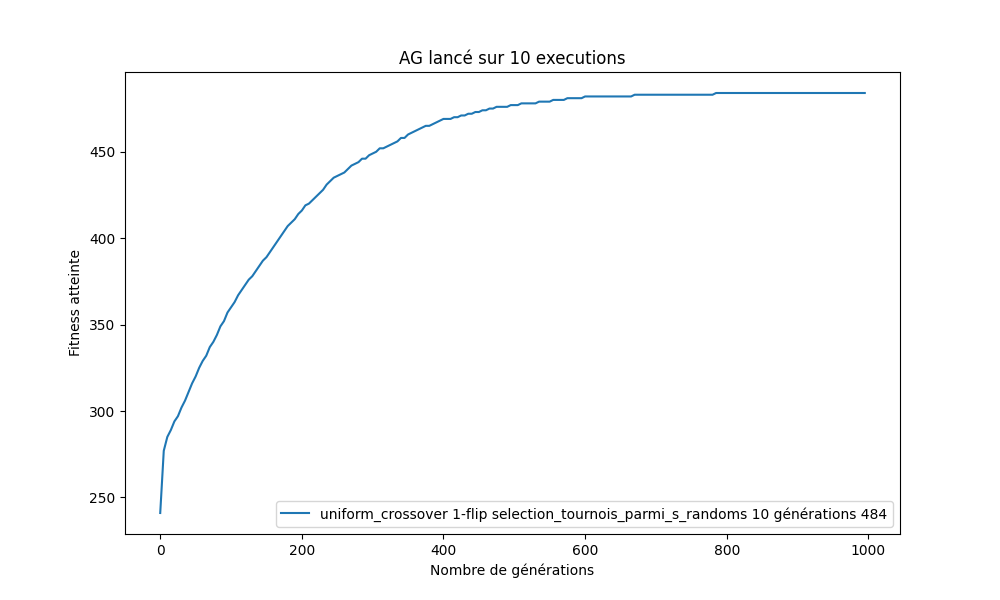 AG lancé sur 10 executions
Fitness atteinte
450
400
350
300
250
uniform_crossover 1-flip selection_tournois_parmi_s_randoms 10 générations 484
0 200 400 600 800 1000
Nombre de générations